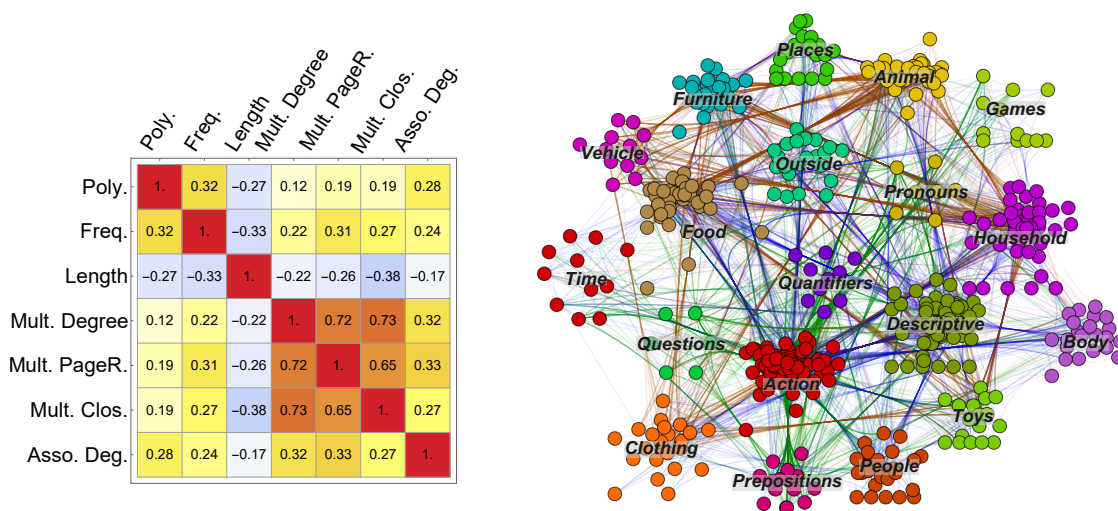 Poly.
Freq.
Length
Mult. Degree
Mult. PageR.
Mult. Clos.
Asso. Deg.
Poly. 1. 0.32 −0.27 0.12 0.19 0.19 0.28
Freq. 0.32 1. −0.33 0.22 0.31 0.27 0.24
Length −0.27 −0.33 1. −0.22 −0.26 −0.38 −0.17
Mult. Degree 0.12 0.22 −0.22 1. 0.72 0.73 0.32
Mult. PageR. 0.19 0.31 −0.26 0.72 1. 0.65 0.33
Mult. Clos. 0.19 0.27 −0.38 0.73 0.65 1. 0.27
Asso. Deg. 0.28 0.24 −0.17 0.32 0.33 0.27 1.
Places
Animal
Furniture
Games
Vehicle
Outside
Pronouns
Food
Household
Time
Quantifiers
Descriptive
Questions
Body
Action
Toys
Clothing
People
Prepositions